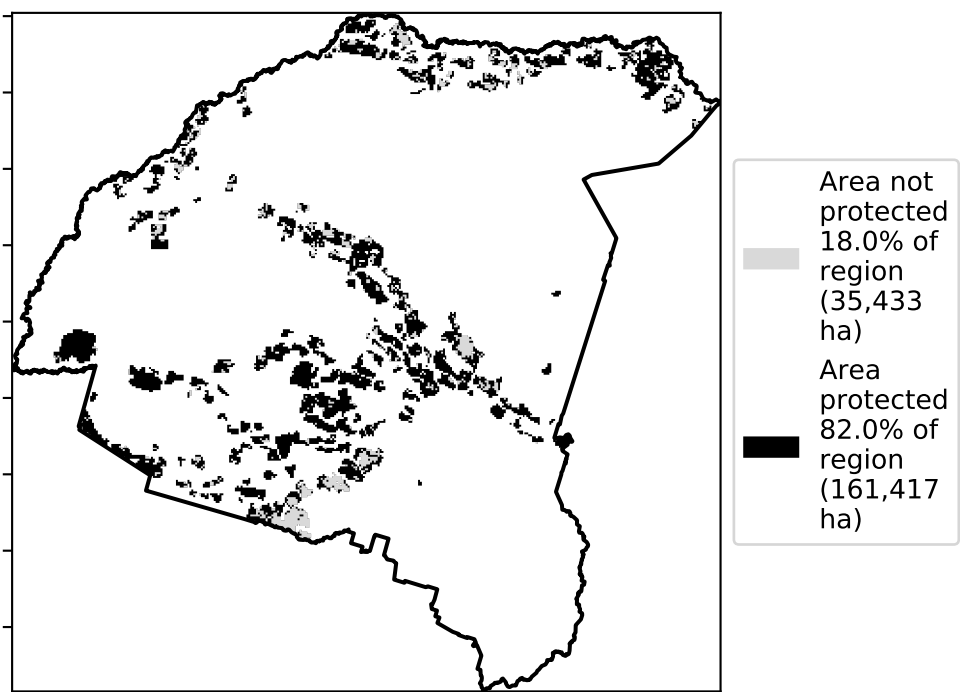 Area not
protected
18.0% of
region
(35,433
ha)
Area
protected
82.0% of
region
(161,417
ha)